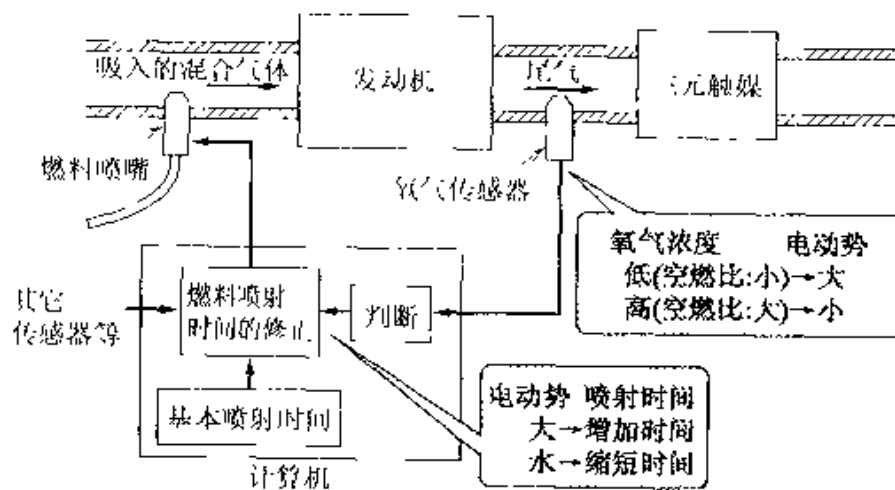 吸入的混合气体
发动机
尾气
三元触媒
燃料喷嘴
氧气传感器
氧气浓度 电动势
低(空燃比:小)→大
高(空燃比:大)→小
其它
传感器等
燃料喷射
时间的修正
判断
基本喷射时间
计算机
电动势 喷射时间
大→增加时间
水→缩短时间